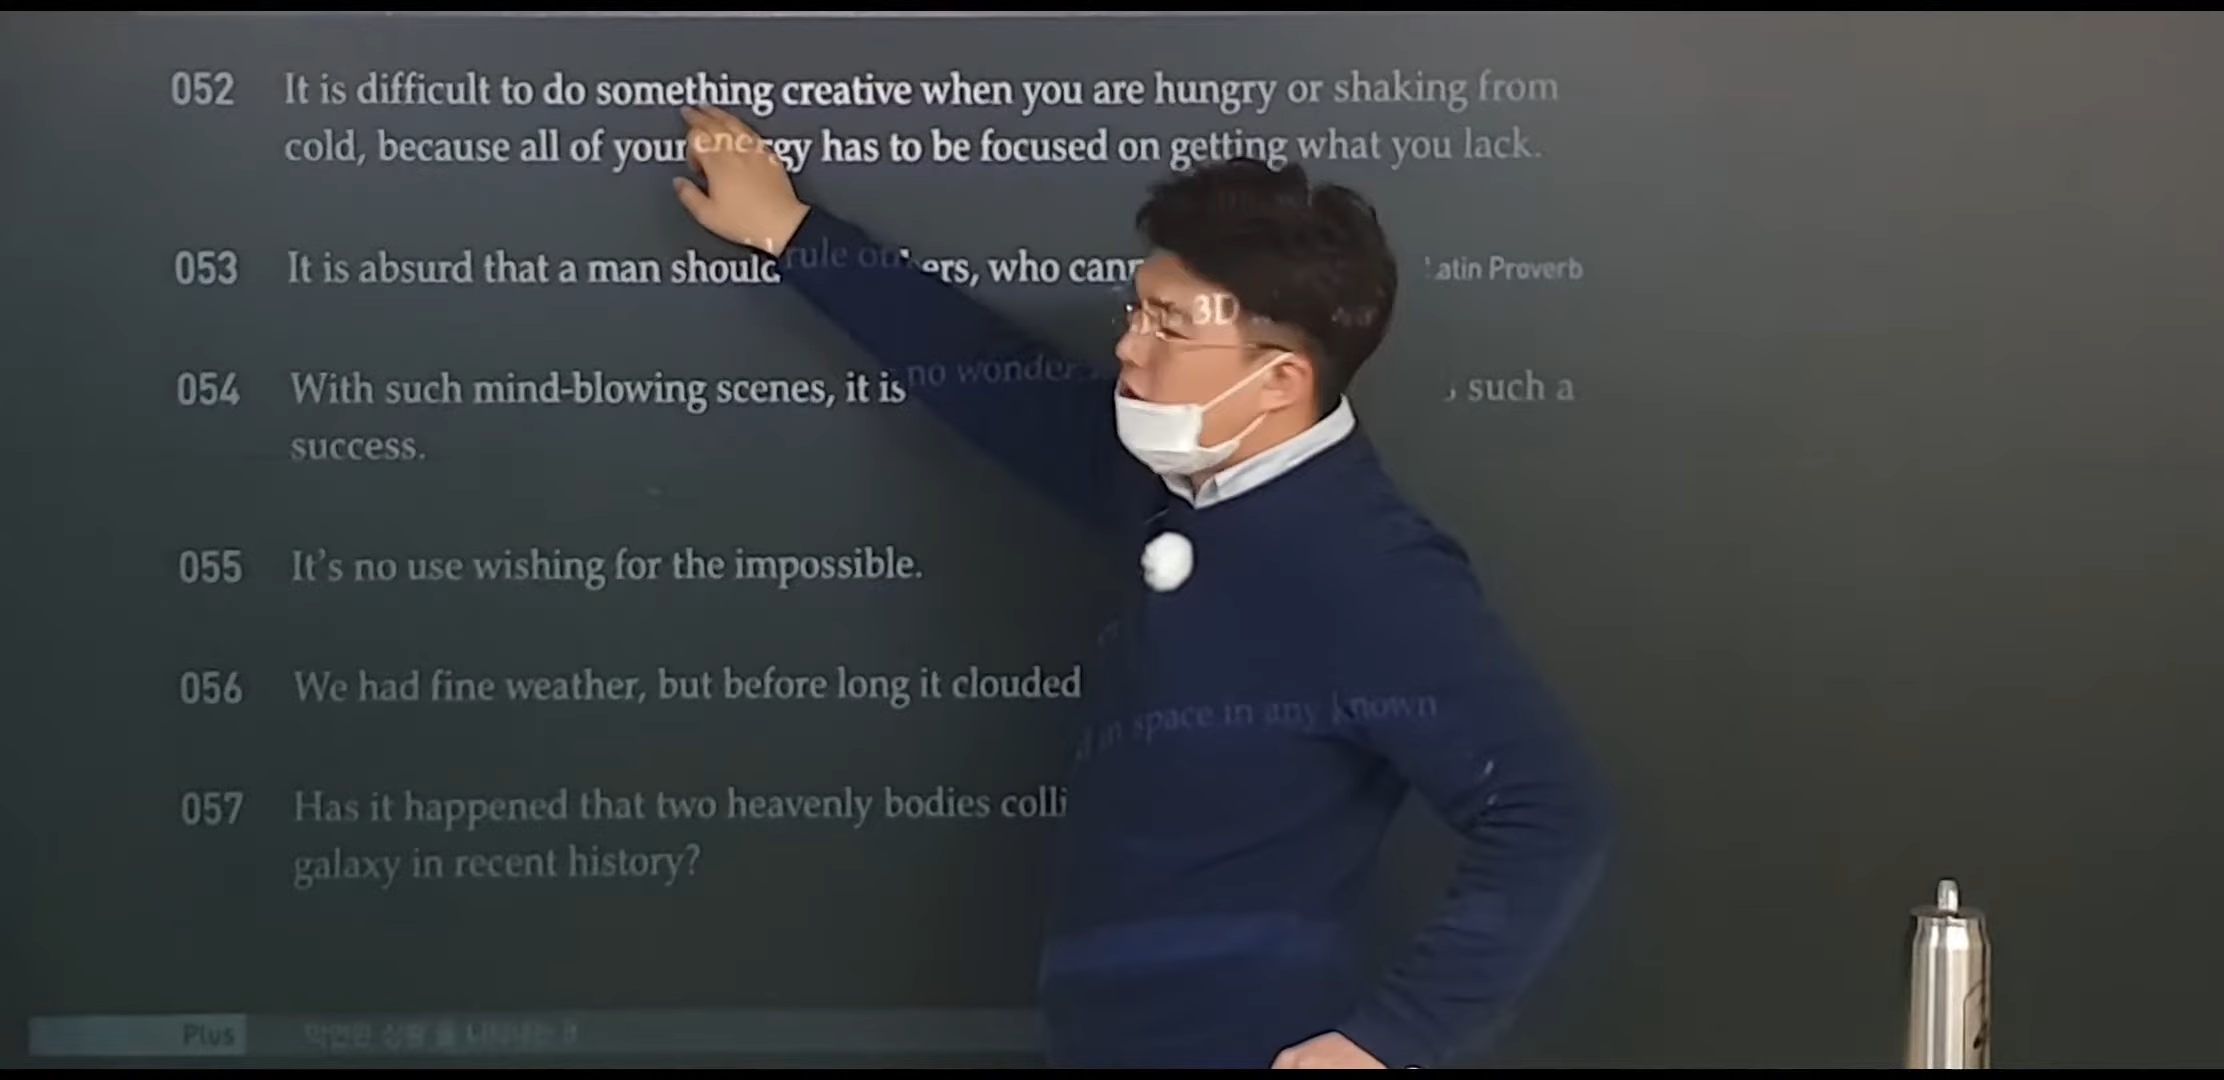 052 It is difficult to do something creative when you are hungry or shaking from
cold, because all of your energy has to be focused on getting what you lack.
053 It is absurd that a man should rule others, who atin Proverb
054 With such mind-blowing scenes, it is no wonder 3D such a
success.
055 It's no use wishing for the impossible.
056 We had fine weather, but before long it clouded
057 Has it happened that two heavenly bodies in space in any known
galaxy in recent history?
Plus